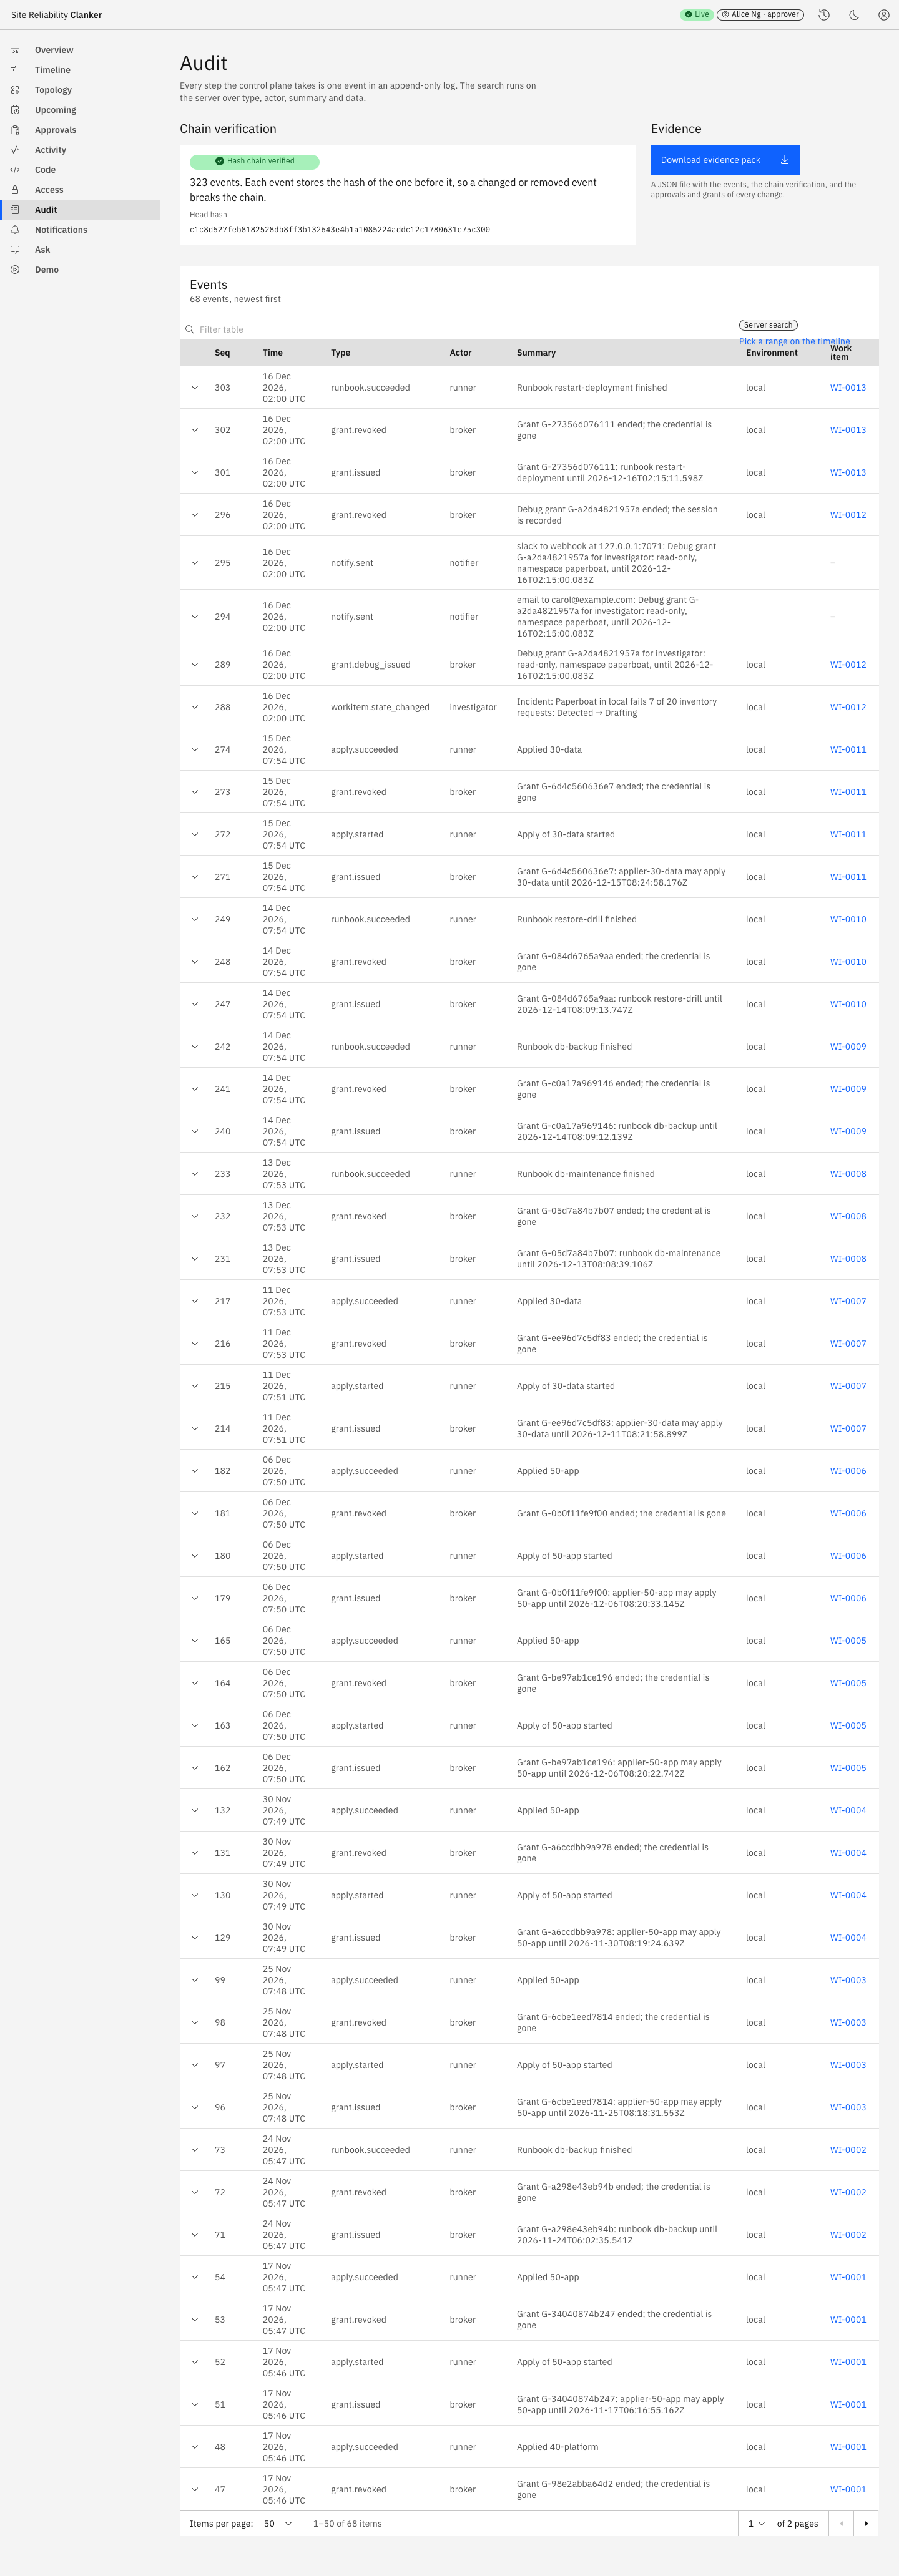 Site Reliability Clanker
Live
Alice Ng · approver
Overview
Timeline
Topology
Upcoming
Approvals
Activity
Code
Access
Audit
Notifications
Ask
Demo
Audit
Every step the control plane takes is one event in an append-only log. The search runs on
the server over type, actor, summary and data.
Chain verification
Hash chain verified
323 events. Each event stores the hash of the one before it, so a changed or removed event
breaks the chain.
Head hash
c1c8d527feb8182528db8ff3b132643e4b1a1085224addc12c1780631e75c300
Evidence
Download evidence pack
A JSON file with the events, the chain verification, and the
approvals and grants of every change.
Events
68 events, newest first
Filter table
Server search
Pick a range on the timeline
Seq Time Type Actor Summary Environment Work item
303 16 Dec 2026, 02:00 UTC runbook.succeeded runner Runbook restart-deployment finished local WI-0013
302 16 Dec 2026, 02:00 UTC grant.revoked broker Grant G-27356d076111 ended; the credential is gone local WI-0013
301 16 Dec 2026, 02:00 UTC grant.issued broker Grant G-27356d076111: runbook restart-deployment until 2026-12-16T02:15:11.598Z local WI-0013
296 16 Dec 2026, 02:00 UTC grant.revoked broker Debug grant G-a2da4821957a ended; the session is recorded local WI-0012
295 16 Dec 2026, 02:00 UTC notify.sent notifier slack to webhook at 127.0.0.1:7071: Debug grant G-a2da4821957a for investigator: read-only, namespace paperboat, until 2026-12-16T02:15:00.083Z –
294 16 Dec 2026, 02:00 UTC notify.sent notifier email to carol@example.com: Debug grant G-a2da4821957a for investigator: read-only, namespace paperboat, until 2026-12-16T02:15:00.083Z –
289 16 Dec 2026, 02:00 UTC grant.debug_issued broker Debug grant G-a2da4821957a for investigator: read-only, namespace paperboat, until 2026-12-16T02:15:00.083Z local WI-0012
288 16 Dec 2026, 02:00 UTC workitem.state_changed investigator Incident: Paperboat in local fails 7 of 20 inventory requests: Detected → Drafting local WI-0012
274 15 Dec 2026, 07:54 UTC apply.succeeded runner Applied 30-data local WI-0011
273 15 Dec 2026, 07:54 UTC grant.revoked broker Grant G-6d4c560636e7 ended; the credential is gone local WI-0011
272 15 Dec 2026, 07:54 UTC apply.started runner Apply of 30-data started local WI-0011
271 15 Dec 2026, 07:54 UTC grant.issued broker Grant G-6d4c560636e7: applier-30-data may apply 30-data until 2026-12-15T08:24:58.176Z local WI-0011
249 14 Dec 2026, 07:54 UTC runbook.succeeded runner Runbook restore-drill finished local WI-0010
248 14 Dec 2026, 07:54 UTC grant.revoked broker Grant G-084d6765a9aa ended; the credential is gone local WI-0010
247 14 Dec 2026, 07:54 UTC grant.issued broker Grant G-084d6765a9aa: runbook restore-drill until 2026-12-14T08:09:13.747Z local WI-0010
242 14 Dec 2026, 07:54 UTC runbook.succeeded runner Runbook db-backup finished local WI-0009
241 14 Dec 2026, 07:54 UTC grant.revoked broker Grant G-c0a17a969146 ended; the credential is gone local WI-0009
240 14 Dec 2026, 07:54 UTC grant.issued broker Grant G-c0a17a969146: runbook db-backup until 2026-12-14T08:09:12.139Z local WI-0009
233 13 Dec 2026, 07:53 UTC runbook.succeeded runner Runbook db-maintenance finished local WI-0008
232 13 Dec 2026, 07:53 UTC grant.revoked broker Grant G-05d7a84b7b07 ended; the credential is gone local WI-0008
231 13 Dec 2026, 07:53 UTC grant.issued broker Grant G-05d7a84b7b07: runbook db-maintenance until 2026-12-13T08:08:39.106Z local WI-0008
217 11 Dec 2026, 07:53 UTC apply.succeeded runner Applied 30-data local WI-0007
216 11 Dec 2026, 07:53 UTC grant.revoked broker Grant G-ee96d7c5df83 ended; the credential is gone local WI-0007
215 11 Dec 2026, 07:51 UTC apply.started runner Apply of 30-data started local WI-0007
214 11 Dec 2026, 07:51 UTC grant.issued broker Grant G-ee96d7c5df83: applier-30-data may apply 30-data until 2026-12-11T08:21:58.899Z local WI-0007
182 06 Dec 2026, 07:50 UTC apply.succeeded runner Applied 50-app local WI-0006
181 06 Dec 2026, 07:50 UTC grant.revoked broker Grant G-0b0f11fe9f00 ended; the credential is gone local WI-0006
180 06 Dec 2026, 07:50 UTC apply.started runner Apply of 50-app started local WI-0006
179 06 Dec 2026, 07:50 UTC grant.issued broker Grant G-0b0f11fe9f00: applier-50-app may apply 50-app until 2026-12-06T08:20:33.145Z local WI-0006
165 06 Dec 2026, 07:50 UTC apply.succeeded runner Applied 50-app local WI-0005
164 06 Dec 2026, 07:50 UTC grant.revoked broker Grant G-be97ab1ce196 ended; the credential is gone local WI-0005
163 06 Dec 2026, 07:50 UTC apply.started runner Apply of 50-app started local WI-0005
162 06 Dec 2026, 07:50 UTC grant.issued broker Grant G-be97ab1ce196: applier-50-app may apply 50-app until 2026-12-06T08:20:22.742Z local WI-0005
132 30 Nov 2026, 07:49 UTC apply.succeeded runner Applied 50-app local WI-0004
131 30 Nov 2026, 07:49 UTC grant.revoked broker Grant G-a6ccdbb9a978 ended; the credential is gone local WI-0004
130 30 Nov 2026, 07:49 UTC apply.started runner Apply of 50-app started local WI-0004
129 30 Nov 2026, 07:49 UTC grant.issued broker Grant G-a6ccdbb9a978: applier-50-app may apply 50-app until 2026-11-30T08:19:24.639Z local WI-0004
99 25 Nov 2026, 07:48 UTC apply.succeeded runner Applied 50-app local WI-0003
98 25 Nov 2026, 07:48 UTC grant.revoked broker Grant G-6cbe1eed7814 ended; the credential is gone local WI-0003
97 25 Nov 2026, 07:48 UTC apply.started runner Apply of 50-app started local WI-0003
96 25 Nov 2026, 07:48 UTC grant.issued broker Grant G-6cbe1eed7814: applier-50-app may apply 50-app until 2026-11-25T08:18:31.553Z local WI-0003
73 24 Nov 2026, 05:47 UTC runbook.succeeded runner Runbook db-backup finished local WI-0002
72 24 Nov 2026, 05:47 UTC grant.revoked broker Grant G-a298e43eb94b ended; the credential is gone local WI-0002
71 24 Nov 2026, 05:47 UTC grant.issued broker Grant G-a298e43eb94b: runbook db-backup until 2026-11-24T06:02:35.541Z local WI-0002
54 17 Nov 2026, 05:47 UTC apply.succeeded runner Applied 50-app local WI-0001
53 17 Nov 2026, 05:47 UTC grant.revoked broker Grant G-34040874b247 ended; the credential is gone local WI-0001
52 17 Nov 2026, 05:46 UTC apply.started runner Apply of 50-app started local WI-0001
51 17 Nov 2026, 05:46 UTC grant.issued broker Grant G-34040874b247: applier-50-app may apply 50-app until 2026-11-17T06:16:55.162Z local WI-0001
48 17 Nov 2026, 05:46 UTC apply.succeeded runner Applied 40-platform local WI-0001
47 17 Nov 2026, 05:46 UTC grant.revoked broker Grant G-98e2abba64d2 ended; the credential is gone local WI-0001
Items per page: 50 1–50 of 68 items 1 of 2 pages